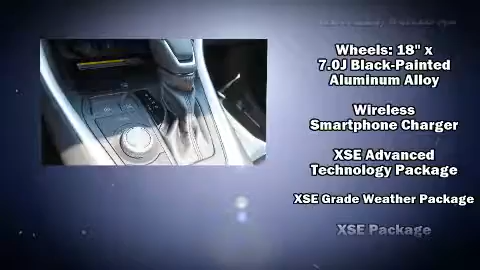 Wheels: 18" x
7.0J Black-Painted
Aluminum Alloy
Wireless
Smartphone Charger
XSE Advanced
Technology Package
XSE Grade Weather Package
XSE Package